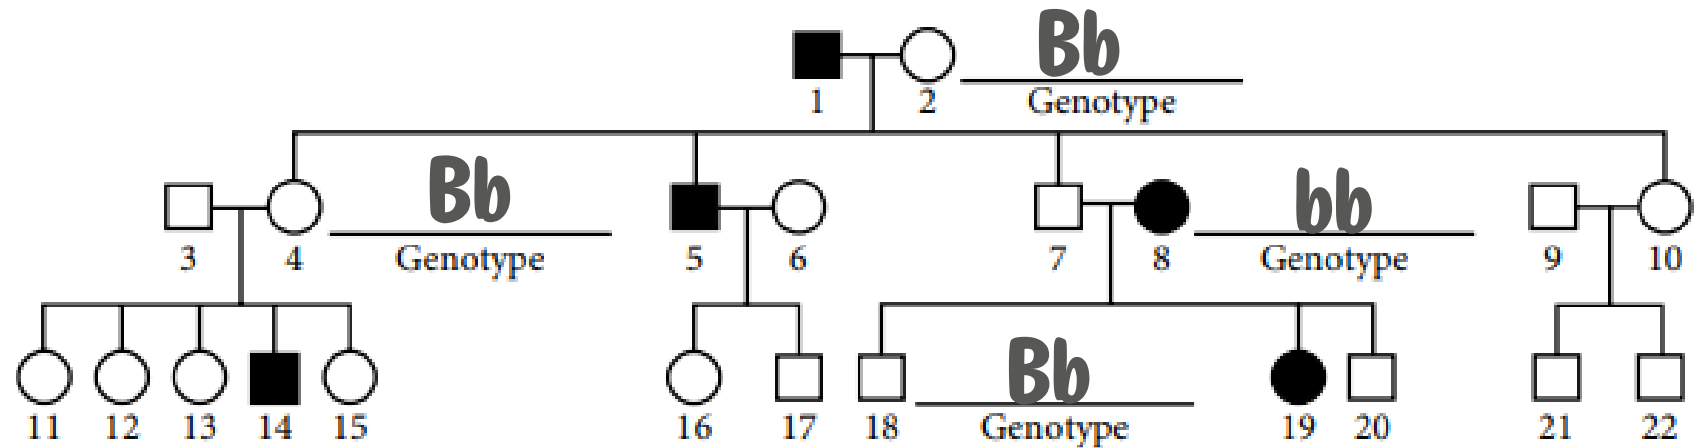 Bb
1 2 Genotype
Bb bb
3 4 Genotype 5 6 7 8 Genotype 9 10
Bb
11 12 13 14 15 16 17 18 Genotype 19 20 21 22